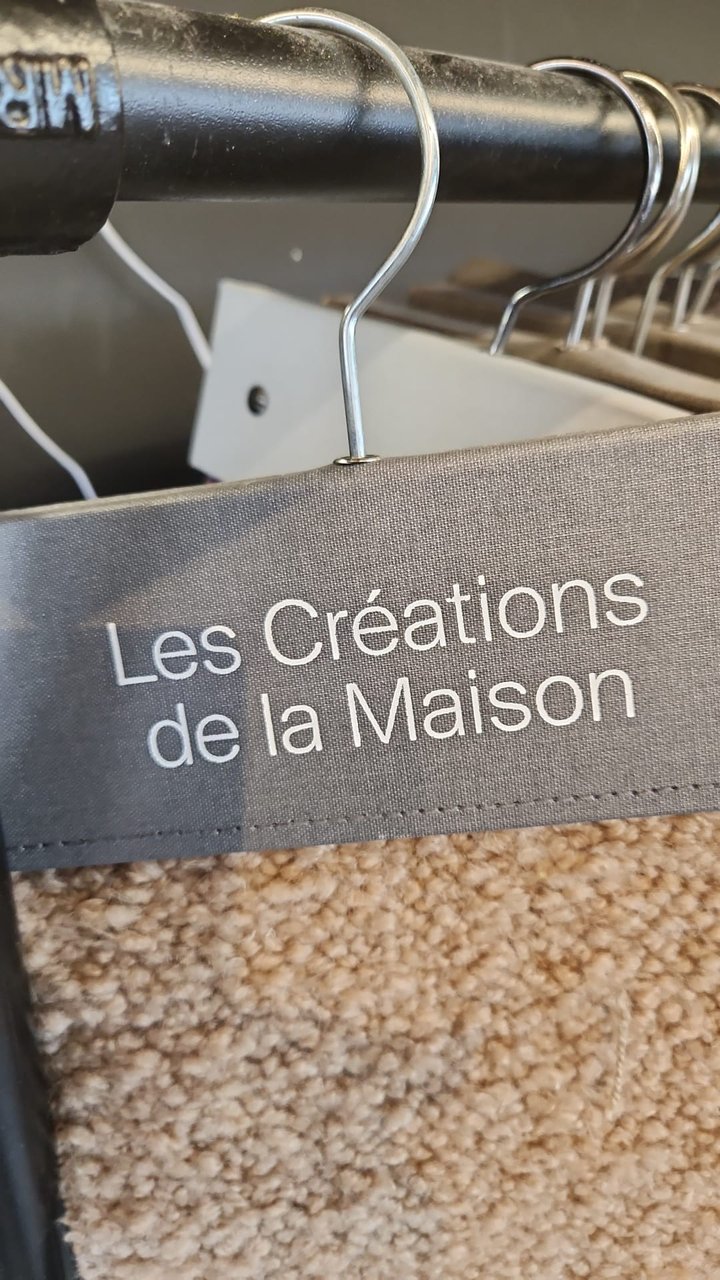 Les Créations
de la Maison